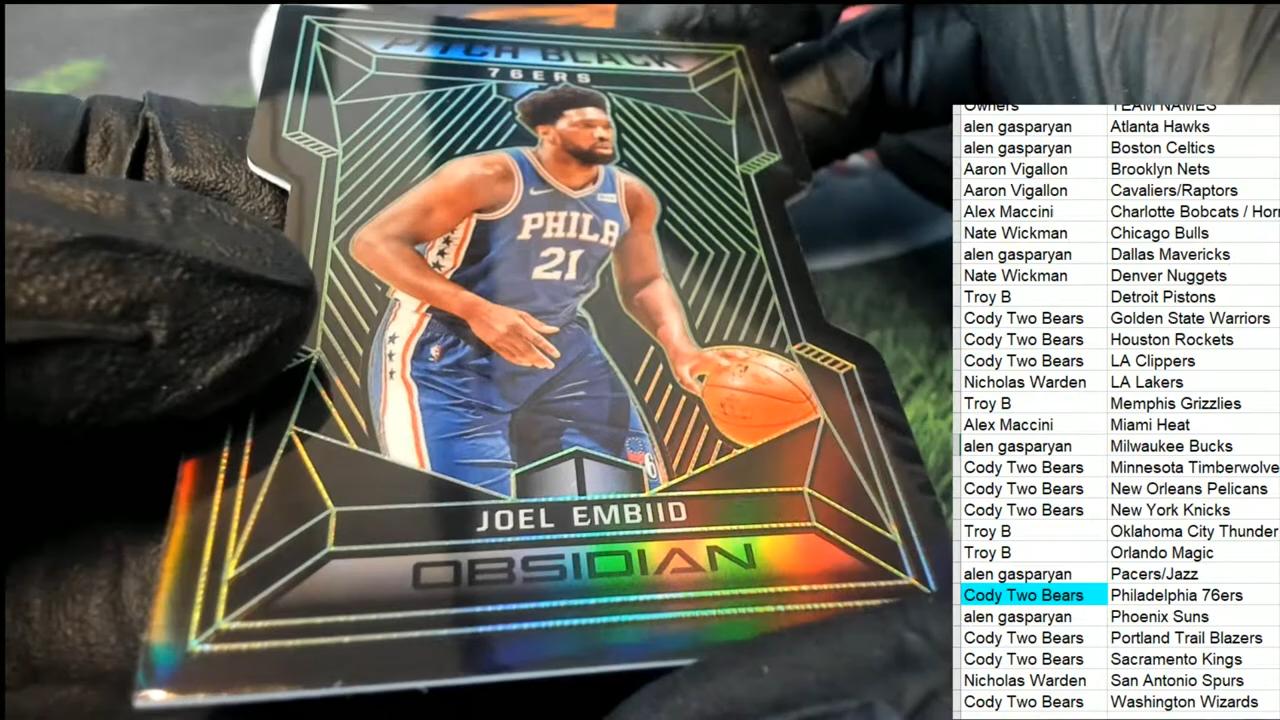 PITCH BLACK
76ERS
PHILA
21
6
JOEL EMBIID
OBSIDIAN
Owners TEAM NAMES
alen gasparyan Atlanta Hawks
alen gasparyan Boston Celtics
Aaron Vigallon Brooklyn Nets
Aaron Vigallon Cavaliers/Raptors
Alex Maccini Charlotte Bobcats / Hor
Nate Wickman Chicago Bulls
alen gasparyan Dallas Mavericks
Nate Wickman Denver Nuggets
Troy B Detroit Pistons
Cody Two Bears Golden State Warriors
Cody Two Bears Houston Rockets
Cody Two Bears LA Clippers
Nicholas Warden LA Lakers
Troy B Memphis Grizzlies
Alex Maccini Miami Heat
alen gasparyan Milwaukee Bucks
Cody Two Bears Minnesota Timberwolve
Cody Two Bears New Orleans Pelicans
Cody Two Bears New York Knicks
Troy B Oklahoma City Thunder
Troy B Orlando Magic
alen gasparyan Pacers/Jazz
Cody Two Bears Philadelphia 76ers
alen gasparyan Phoenix Suns
Cody Two Bears Portland Trail Blazers
Cody Two Bears Sacramento Kings
Nicholas Warden San Antonio Spurs
Cody Two Bears Washington Wizards